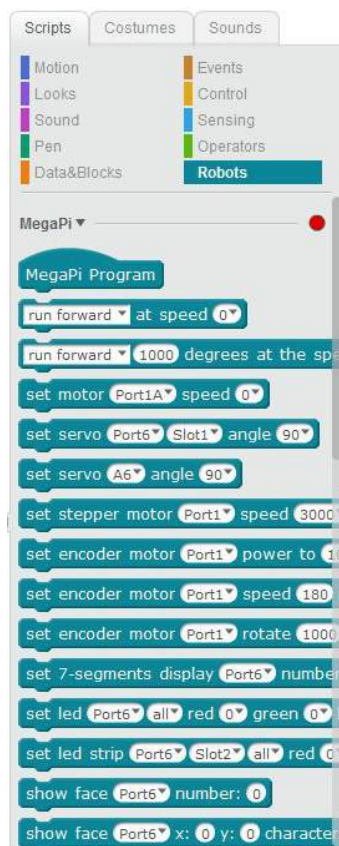 Scripts Costumes Sounds
Motion Events
Looks Control
Sound Sensing
Pen Operators
Data&Blocks Robots
MegaPi
MegaPi Program
run forward at speed 0
run forward 1000 degrees at the spe
set motor Port1A speed 0
set servo Port6 Slot1 angle 90
set servo A6 angle 90
set stepper motor Port1 speed 3000
set encoder motor Port1 power to
set encoder motor Port1 speed 180
set encoder motor Port1 rotate 1000
set 7-segments display Port6 number
set led Port6 all red 0 green 0
set led strip Port6 Slot2 all red 0
show face Port6 number: 0
show face Port6 x: 0 y: 0 character